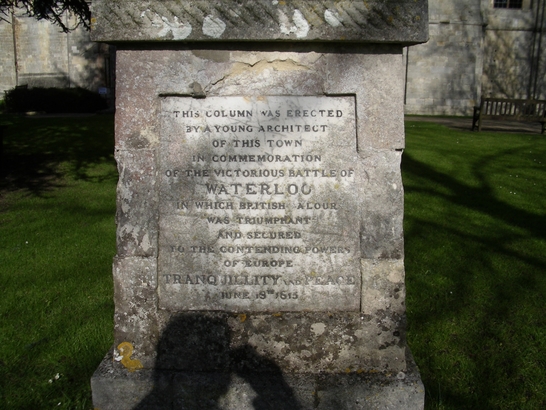 THIS COLUMN WAS ERECTED
BY A YOUNG ARCHITECT
OF THIS TOWN
IN COMMEMORATION
OF THE VICTORIOUS BATTLE OF
WATERLOO
IN WHICH BRITISH VALOUR
WAS TRIUMPHANT
AND SECURED
TO THE CONTENDING POWERS
OF EUROPE
TRANQUILLITY AND PEACE
JUNE 18TH 1815